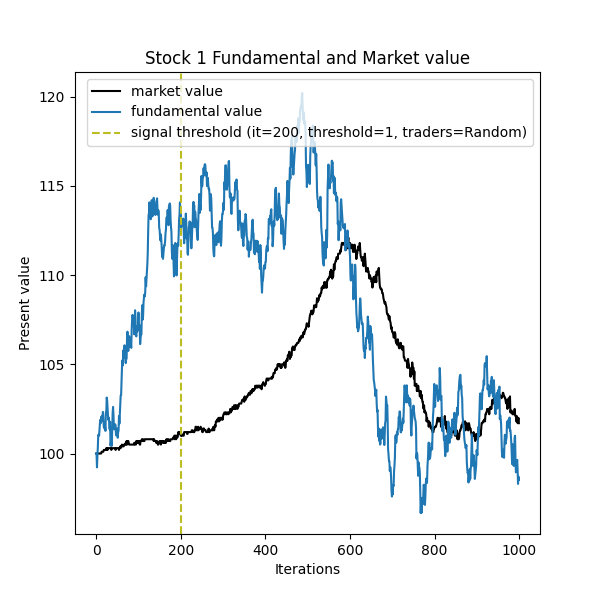 Stock 1 Fundamental and Market value
market value
fundamental value
signal threshold (it=200, threshold=1, traders=Random)
120
115
110
105
100
Present value
0 200 400 600 800 1000
Iterations